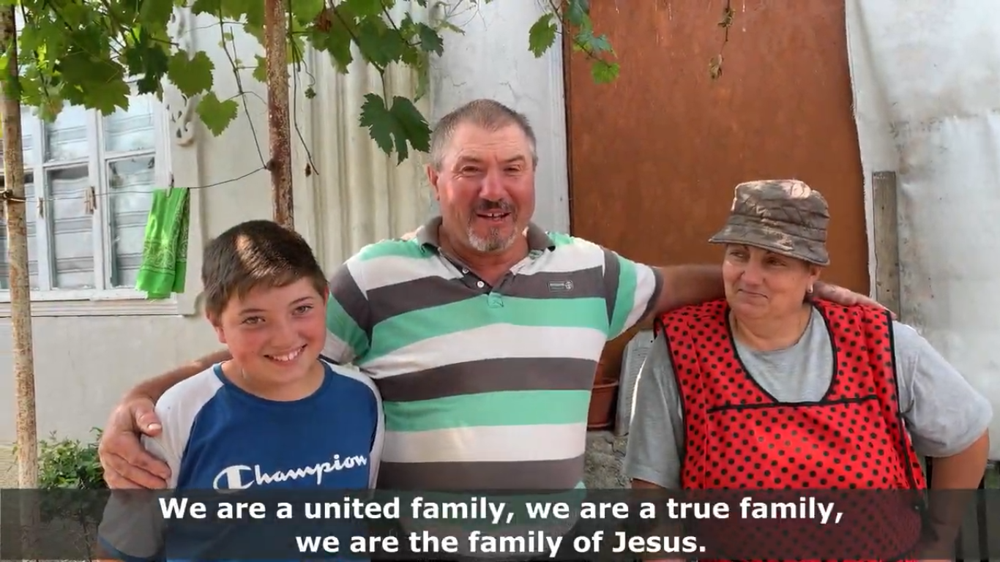 Champion
We are a united family, we are a true family,
we are the family of Jesus.